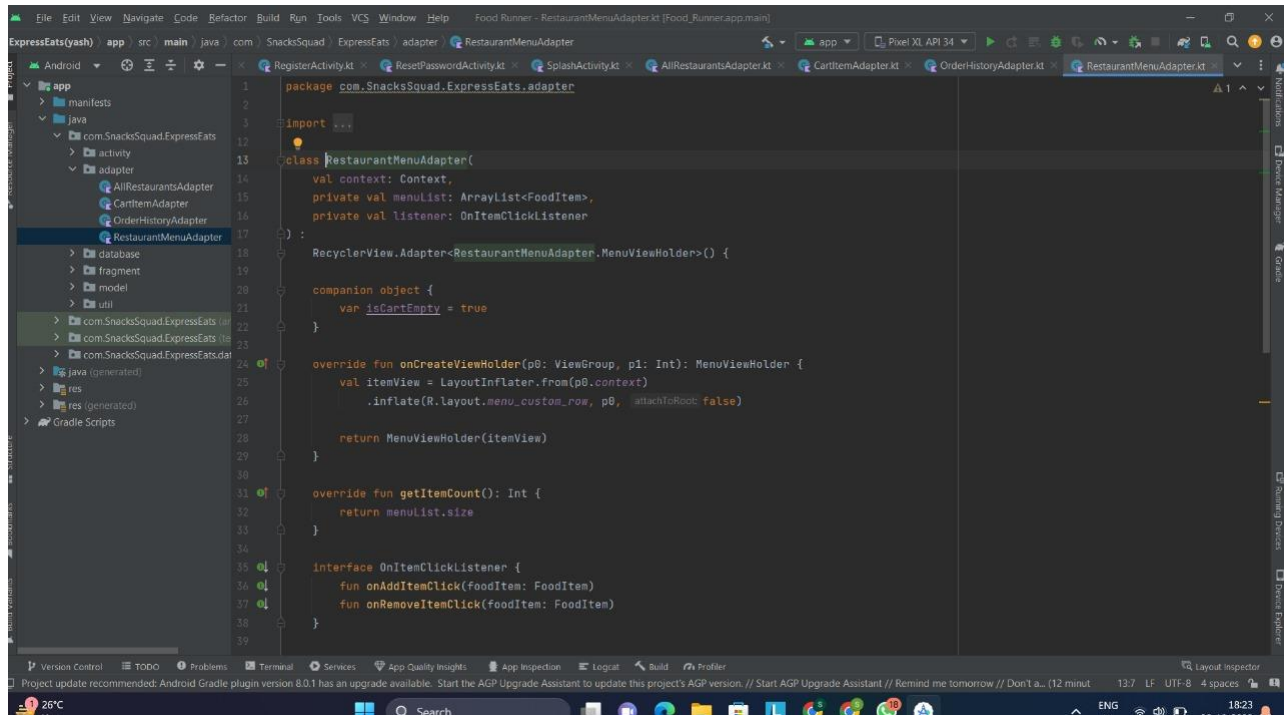 File Edit View Navigate Code Refactor Build Run Tools VCS Window Help Food Runner - RestaurantMenuAdapter.kt [Food_Runner.app.main]
ExpressEats(yash) app src main java com SnacksSquad ExpressEats adapter RestaurantMenuAdapter app Pixel XL API 34
Android RegisterActivity.kt ResetPasswordActivity.kt SplashActivity.kt AllRestaurantsAdapter.kt CartItemAdapter.kt OrderHistoryAdapter.kt RestaurantMenuAdapter.kt
Project
Resource Manager
Structure
Bookmarks
Build Variants
app
manifests
java
com.SnacksSquad.ExpressEats
activity
adapter
AllRestaurantsAdapter
CartItemAdapter
OrderHistoryAdapter
RestaurantMenuAdapter
database
fragment
model
util
com.SnacksSquad.ExpressEats (an
com.SnacksSquad.ExpressEats (te
com.SnacksSquad.ExpressEats.dat
java (generated)
res
res (generated)
Gradle Scripts
1 package com.SnacksSquad.ExpressEats.adapter
2
3 import ...
12
13 class RestaurantMenuAdapter(
14 val context: Context,
15 private val menuList: ArrayList<FoodItem>,
16 private val listener: OnItemClickListener
17 ) :
18 RecyclerView.Adapter<RestaurantMenuAdapter.MenuViewHolder>() {
19
20 companion object {
21 var isCartEmpty = true
22 }
23
24 override fun onCreateViewHolder(p0: ViewGroup, p1: Int): MenuViewHolder {
25 val itemView = LayoutInflater.from(p0.context)
26 .inflate(R.layout.menu_custom_row, p0, attachToRoot: false)
27
28 return MenuViewHolder(itemView)
29 }
30
31 override fun getItemCount(): Int {
32 return menuList.size
33 }
34
35 interface OnItemClickListener {
36 fun onAddItemClick(foodItem: FoodItem)
37 fun onRemoveItemClick(foodItem: FoodItem)
38 }
39
1
Notifications
Device Manager
Gradle
Running Devices
Device Explorer
Version Control TODO Problems Terminal Services App Quality Insights App Inspection Logcat Build Profiler Layout Inspector
Project update recommended: Android Gradle plugin version 8.0.1 has an upgrade available. Start the AGP Upgrade Assistant to update this project's AGP version. // Start AGP Upgrade Assistant // Remind me tomorrow // Don't a... (12 minut 13:7 LF UTF-8 4 spaces
1 26°C Search 18 ENG 18:23